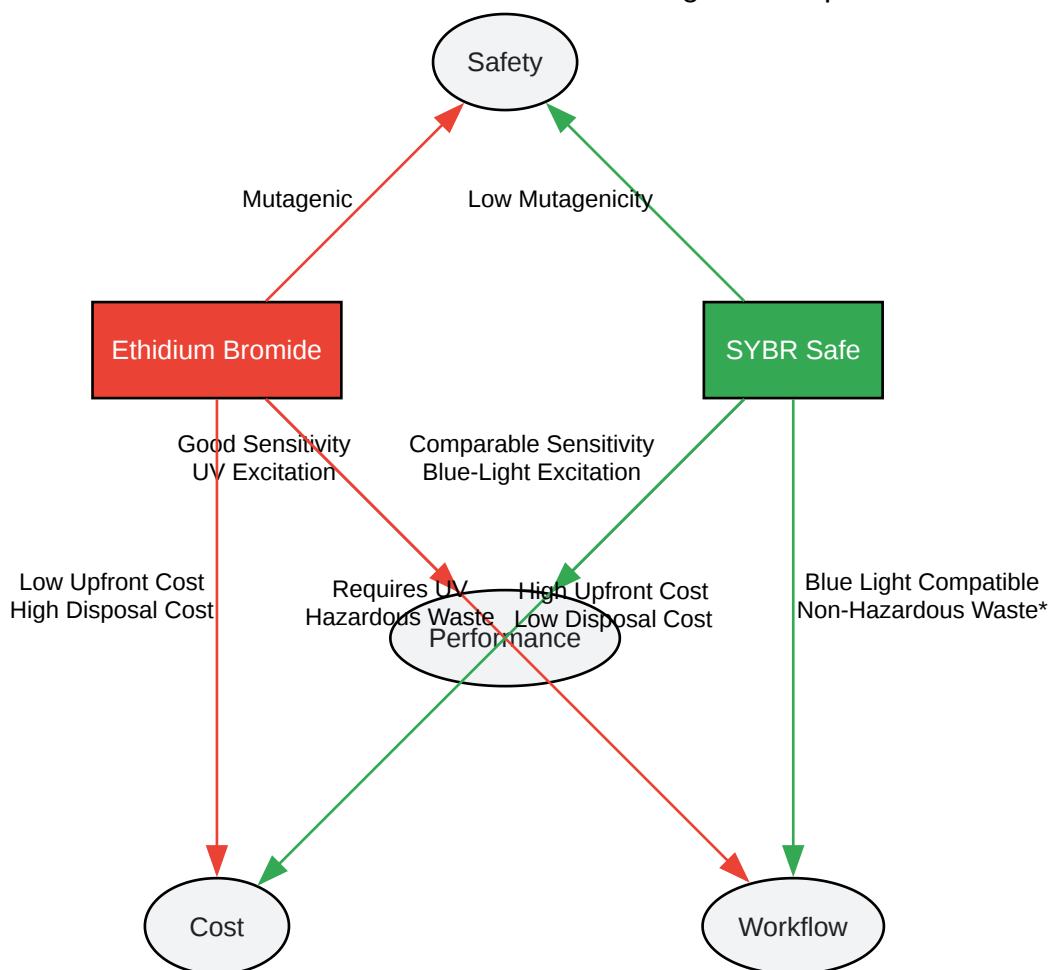 Safety
Mutagenic
Low Mutagenicity
Ethidium Bromide
SYBR Safe
Good Sensitivity
UV Excitation
Comparable Sensitivity
Blue-Light Excitation
Low Upfront Cost
High Disposal Cost
Requires UV
Hazardous Waste
High Upfront Cost
Low Disposal Cost
Blue Light Compatible
Non-Hazardous Waste*
Performance
Cost
Workflow